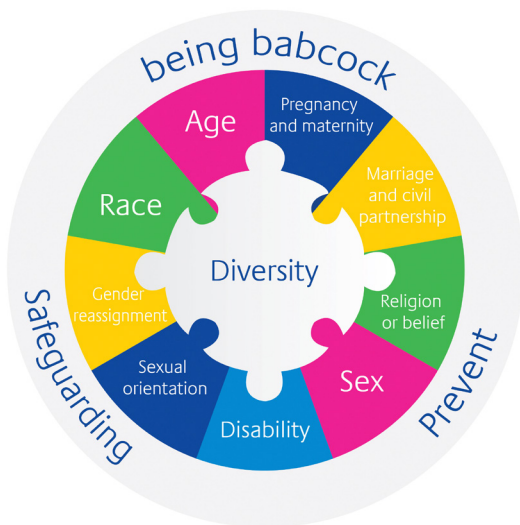 being babcock
Age
Pregnancy
and maternity
Marriage
and civil
partnership
Race
Diversity
Gender
reassignment
Religion
or belief
Sexual
orientation
Sex
Disability
Safeguarding
Prevent